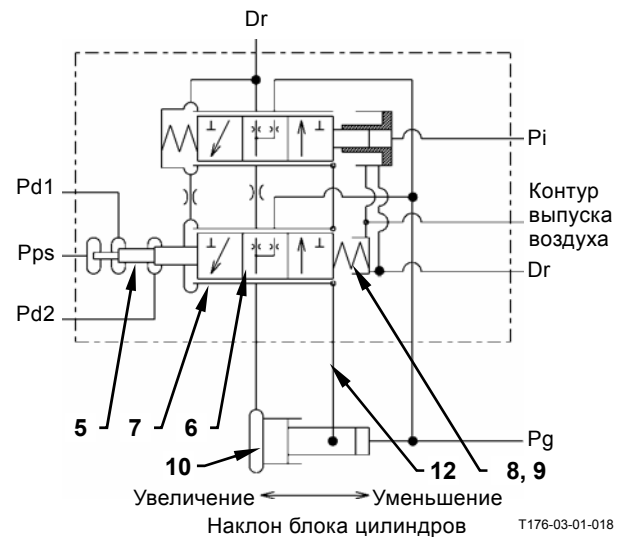 Dr
Pi
Pd1
Контур
выпуска
воздуха
Pps
Dr
Pd2
5 7 6
10
12 8, 9
Pg
Увеличение Уменьшение
Наклон блока цилиндров
T176-03-01-018